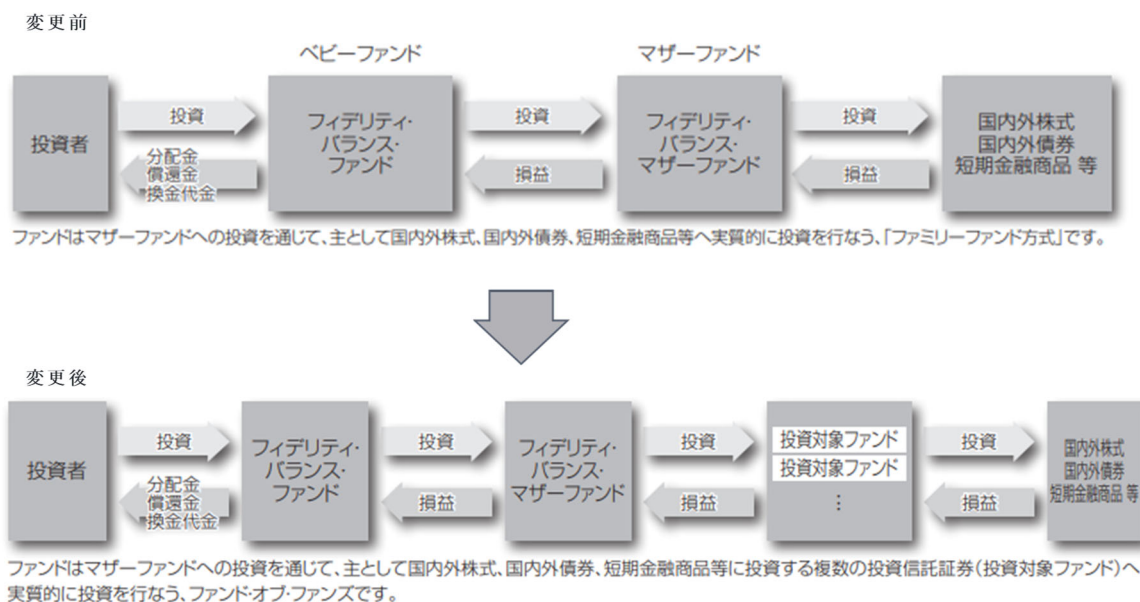 変更前
ベビーファンド
マザーファンド
投資者
投資
分配金
償還金
換金代金
フィデリティ・
バランス・
ファンド
投資
損益
フィデリティ・
バランス・
マザーファンド
投資
損益
国内外株式
国内外債券
短期金融商品 等
ファンドはマザーファンドへの投資を通じて、主として国内外株式、国内外債券、短期金融商品等へ実質的に投資を行なう、「ファミリーファンド方式」です。
変更後
投資者
投資
分配金
償還金
換金代金
フィデリティ・
バランス・
ファンド
投資
損益
フィデリティ・
バランス・
マザーファンド
投資
損益
投資対象ファンド
投資対象ファンド
⋮
投資
損益
国内外株式
国内外債券
短期金融商品 等
ファンドはマザーファンドへの投資を通じて、主として国内外株式、国内外債券、短期金融商品等に投資する複数の投資信託証券(投資対象ファンド)へ
実質的に投資を行なう、ファンド・オブ・ファンズです。